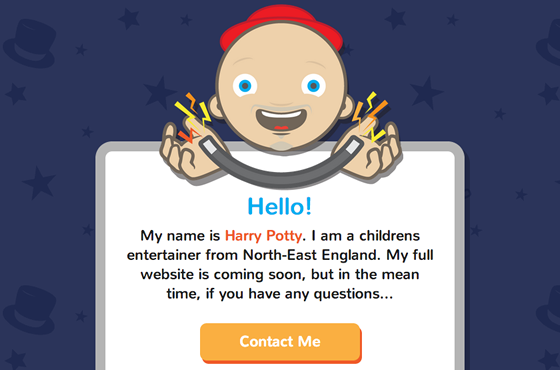 Hello!
My name is Harry Potty. I am a childrens
entertainer from North-East England. My full
website is coming soon, but in the mean
time, if you have any questions...
Contact Me